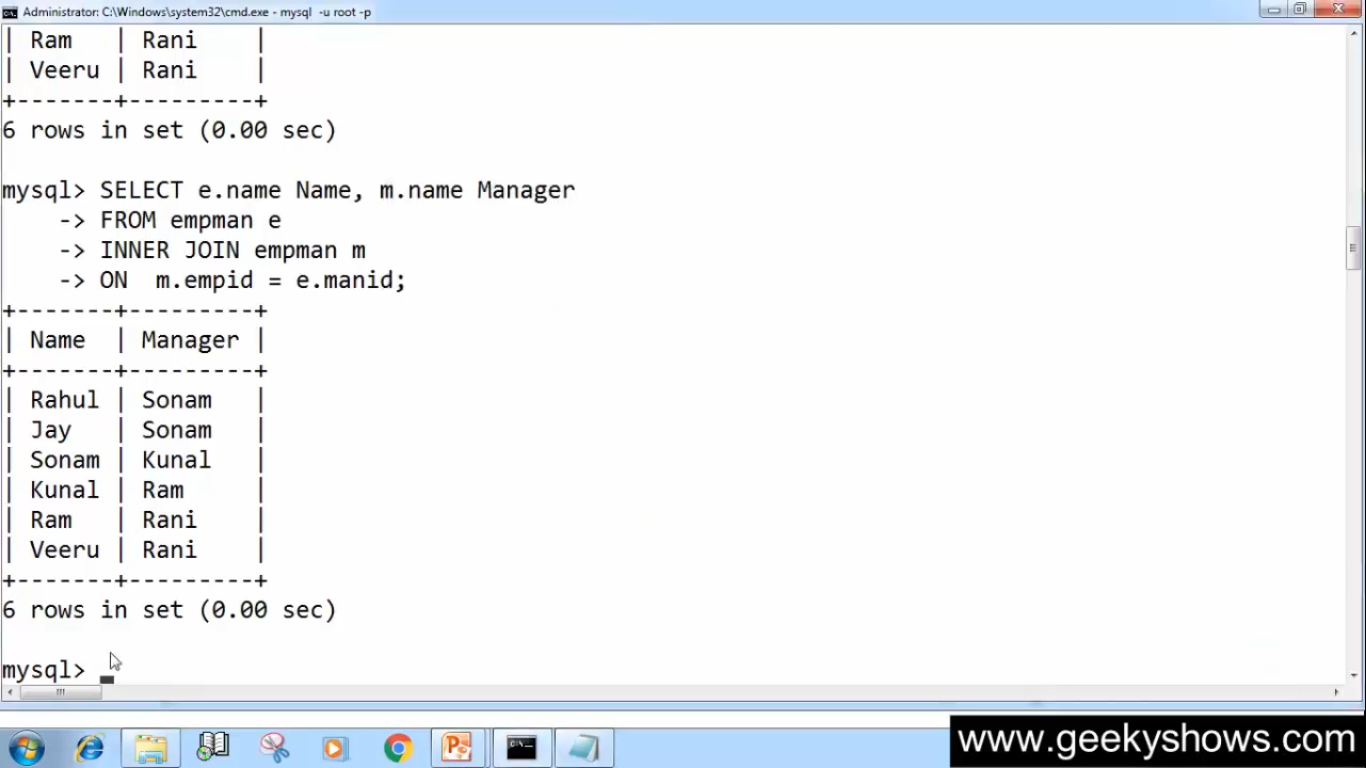 Administrator: C:\Windows\system32\cmd.exe - mysql  -u root -p
| Ram   | Rani    |
| Veeru | Rani    |
+-------+---------+
6 rows in set (0.00 sec)
mysql> SELECT e.name Name, m.name Manager
    -> FROM empman e
    -> INNER JOIN empman m
    -> ON  m.empid = e.manid;
+-------+---------+
| Name  | Manager |
+-------+---------+
| Rahul | Sonam   |
| Jay   | Sonam   |
| Sonam | Kunal   |
| Kunal | Ram     |
| Ram   | Rani    |
| Veeru | Rani    |
+-------+---------+
6 rows in set (0.00 sec)
mysql>
www.geekyshows.com